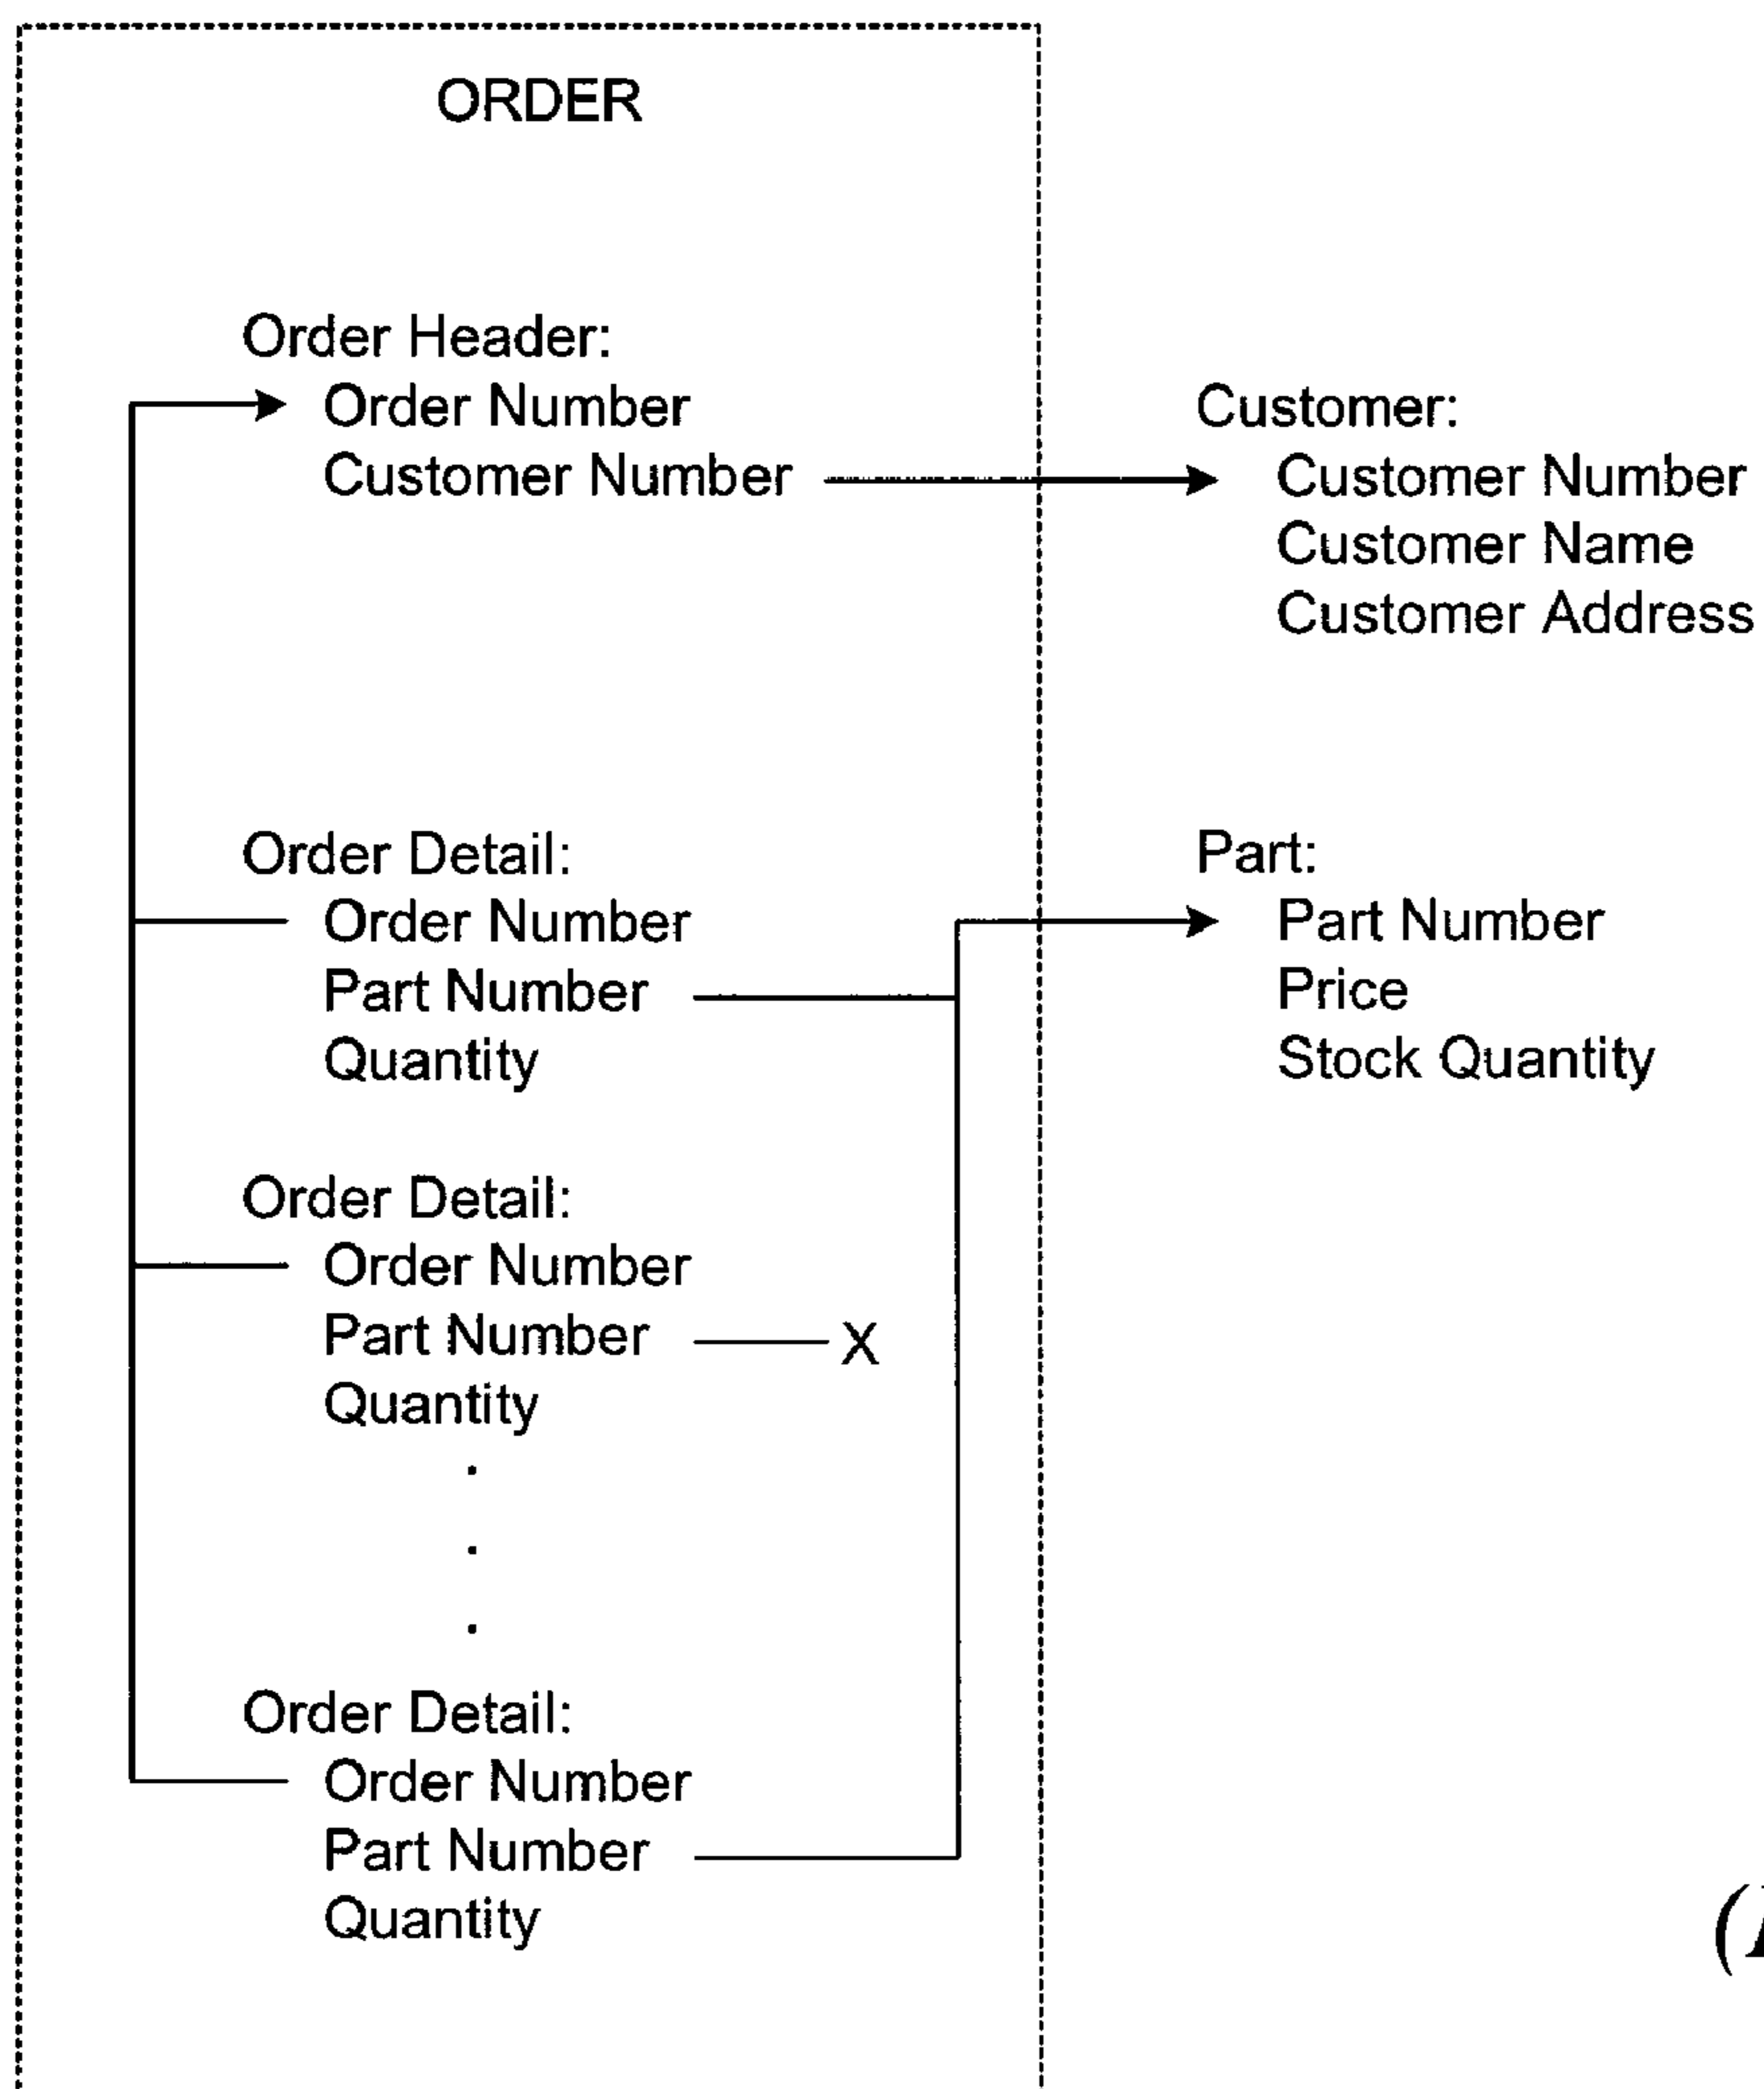 ORDER
Order Header:
Order Number
Customer Number
Customer:
Customer Number
Customer Name
Customer Address
Order Detail:
Order Number
Part Number
Quantity
Part:
Part Number
Price
Stock Quantity
Order Detail:
Order Number
Part Number
X
Quantity
Order Detail:
Order Number
Part Number
Quantity